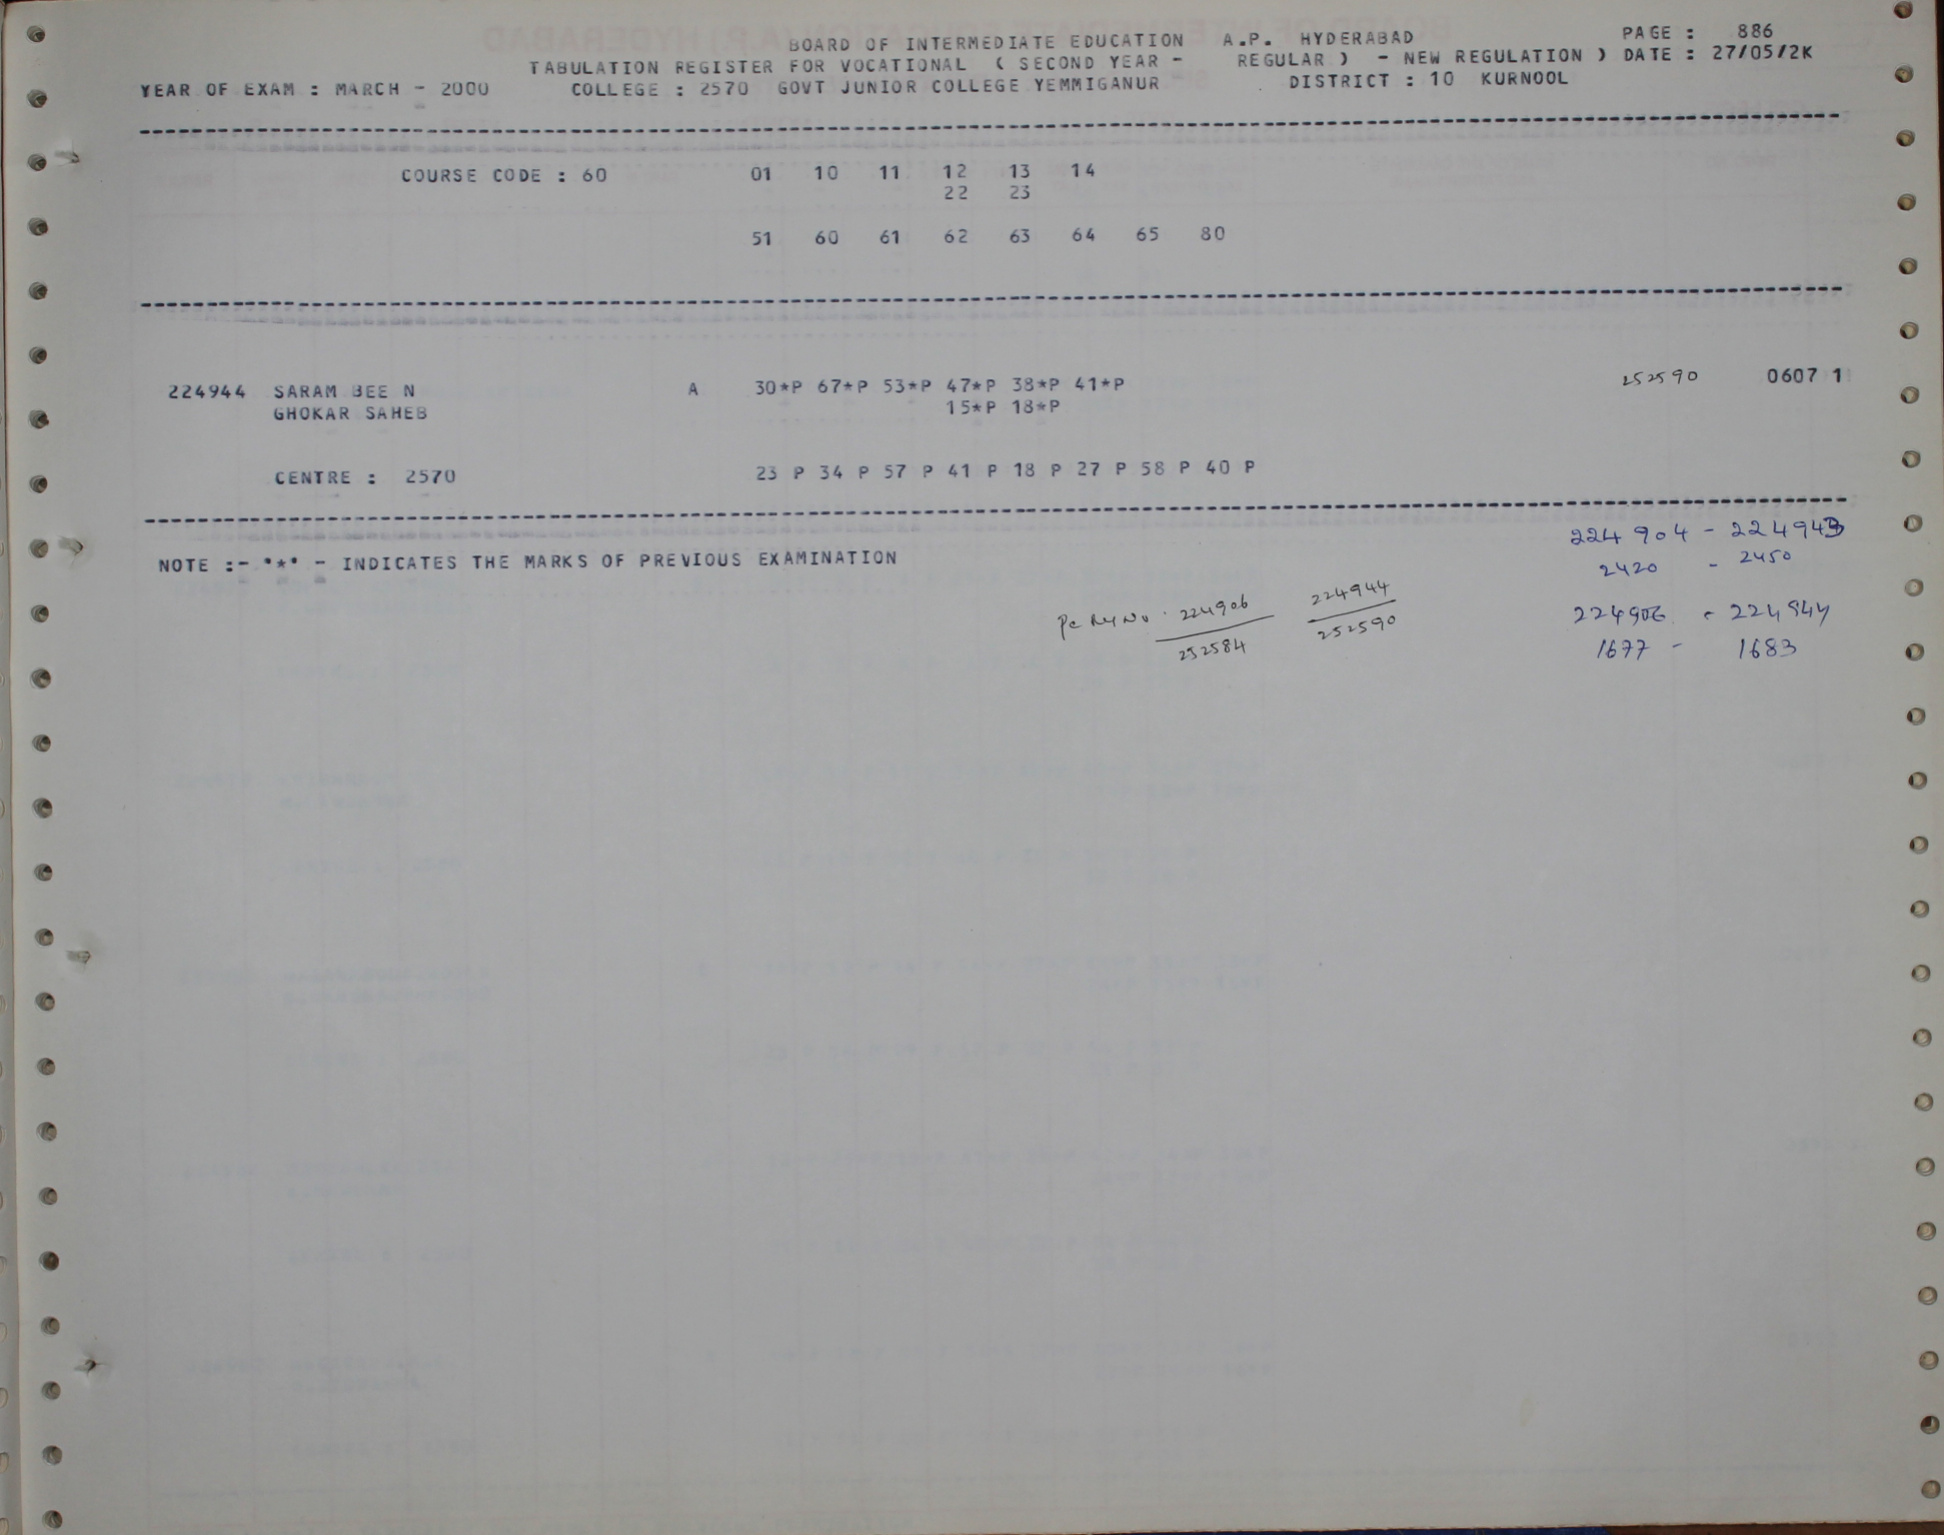 BOARD OF INTERMEDIATE EDUCATION A.P. HYDERABAD PAGE : 886
TABULATION REGISTER FOR VOCATIONAL ( SECOND YEAR - REGULAR ) - NEW REGULATION ) DATE : 27/05/2K
YEAR OF EXAM : MARCH - 2000 COLLEGE : 2570 GOVT JUNIOR COLLEGE YEMMIGANUR DISTRICT : 10 KURNOOL
COURSE CODE : 60 01 10 11 12 13 14
22 23
51 60 61 62 63 64 65 80
224944 SARAM BEE N A 30*P 67*P 53*P 47*P 38*P 41*P 252590 0607 1
GHOKAR SAHEB 15*P 18*P
CENTRE : 2570 23 P 34 P 57 P 41 P 18 P 27 P 58 P 40 P
NOTE :- '*' - INDICATES THE MARKS OF PREVIOUS EXAMINATION
224904 - 224943
2420 - 2450
224906 224944
252584 252590
224906 - 224944
1677 - 1683